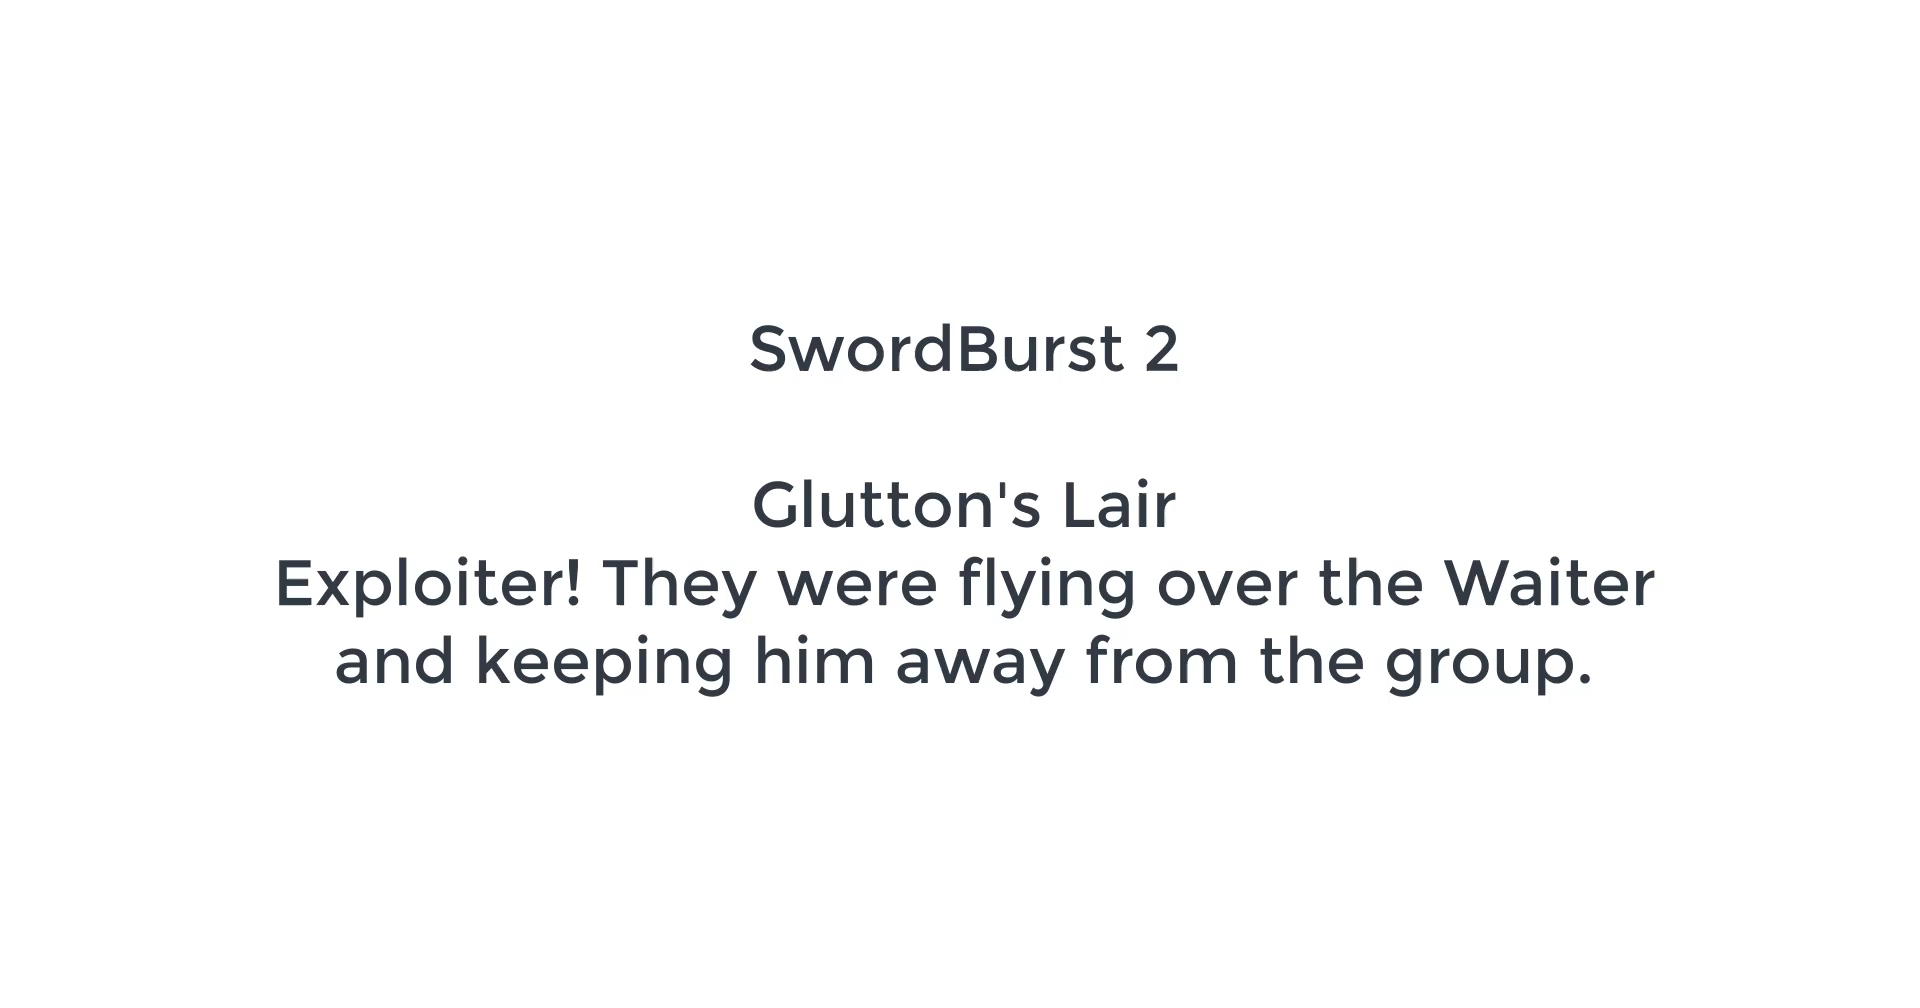 SwordBurst 2
Glutton's Lair
Exploiter! They were flying over the Waiter
and keeping him away from the group.